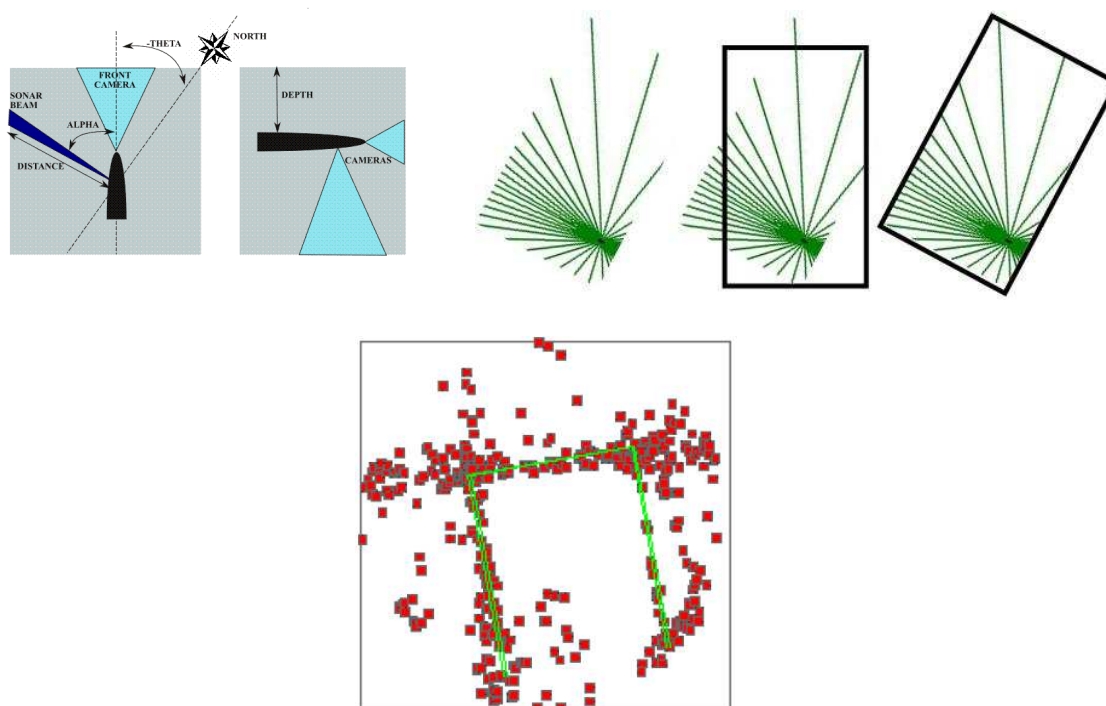 -THETA
NORTH
FRONT
CAMERA
SONAR
BEAM
ALPHA
DISTANCE
DEPTH
CAMERAS